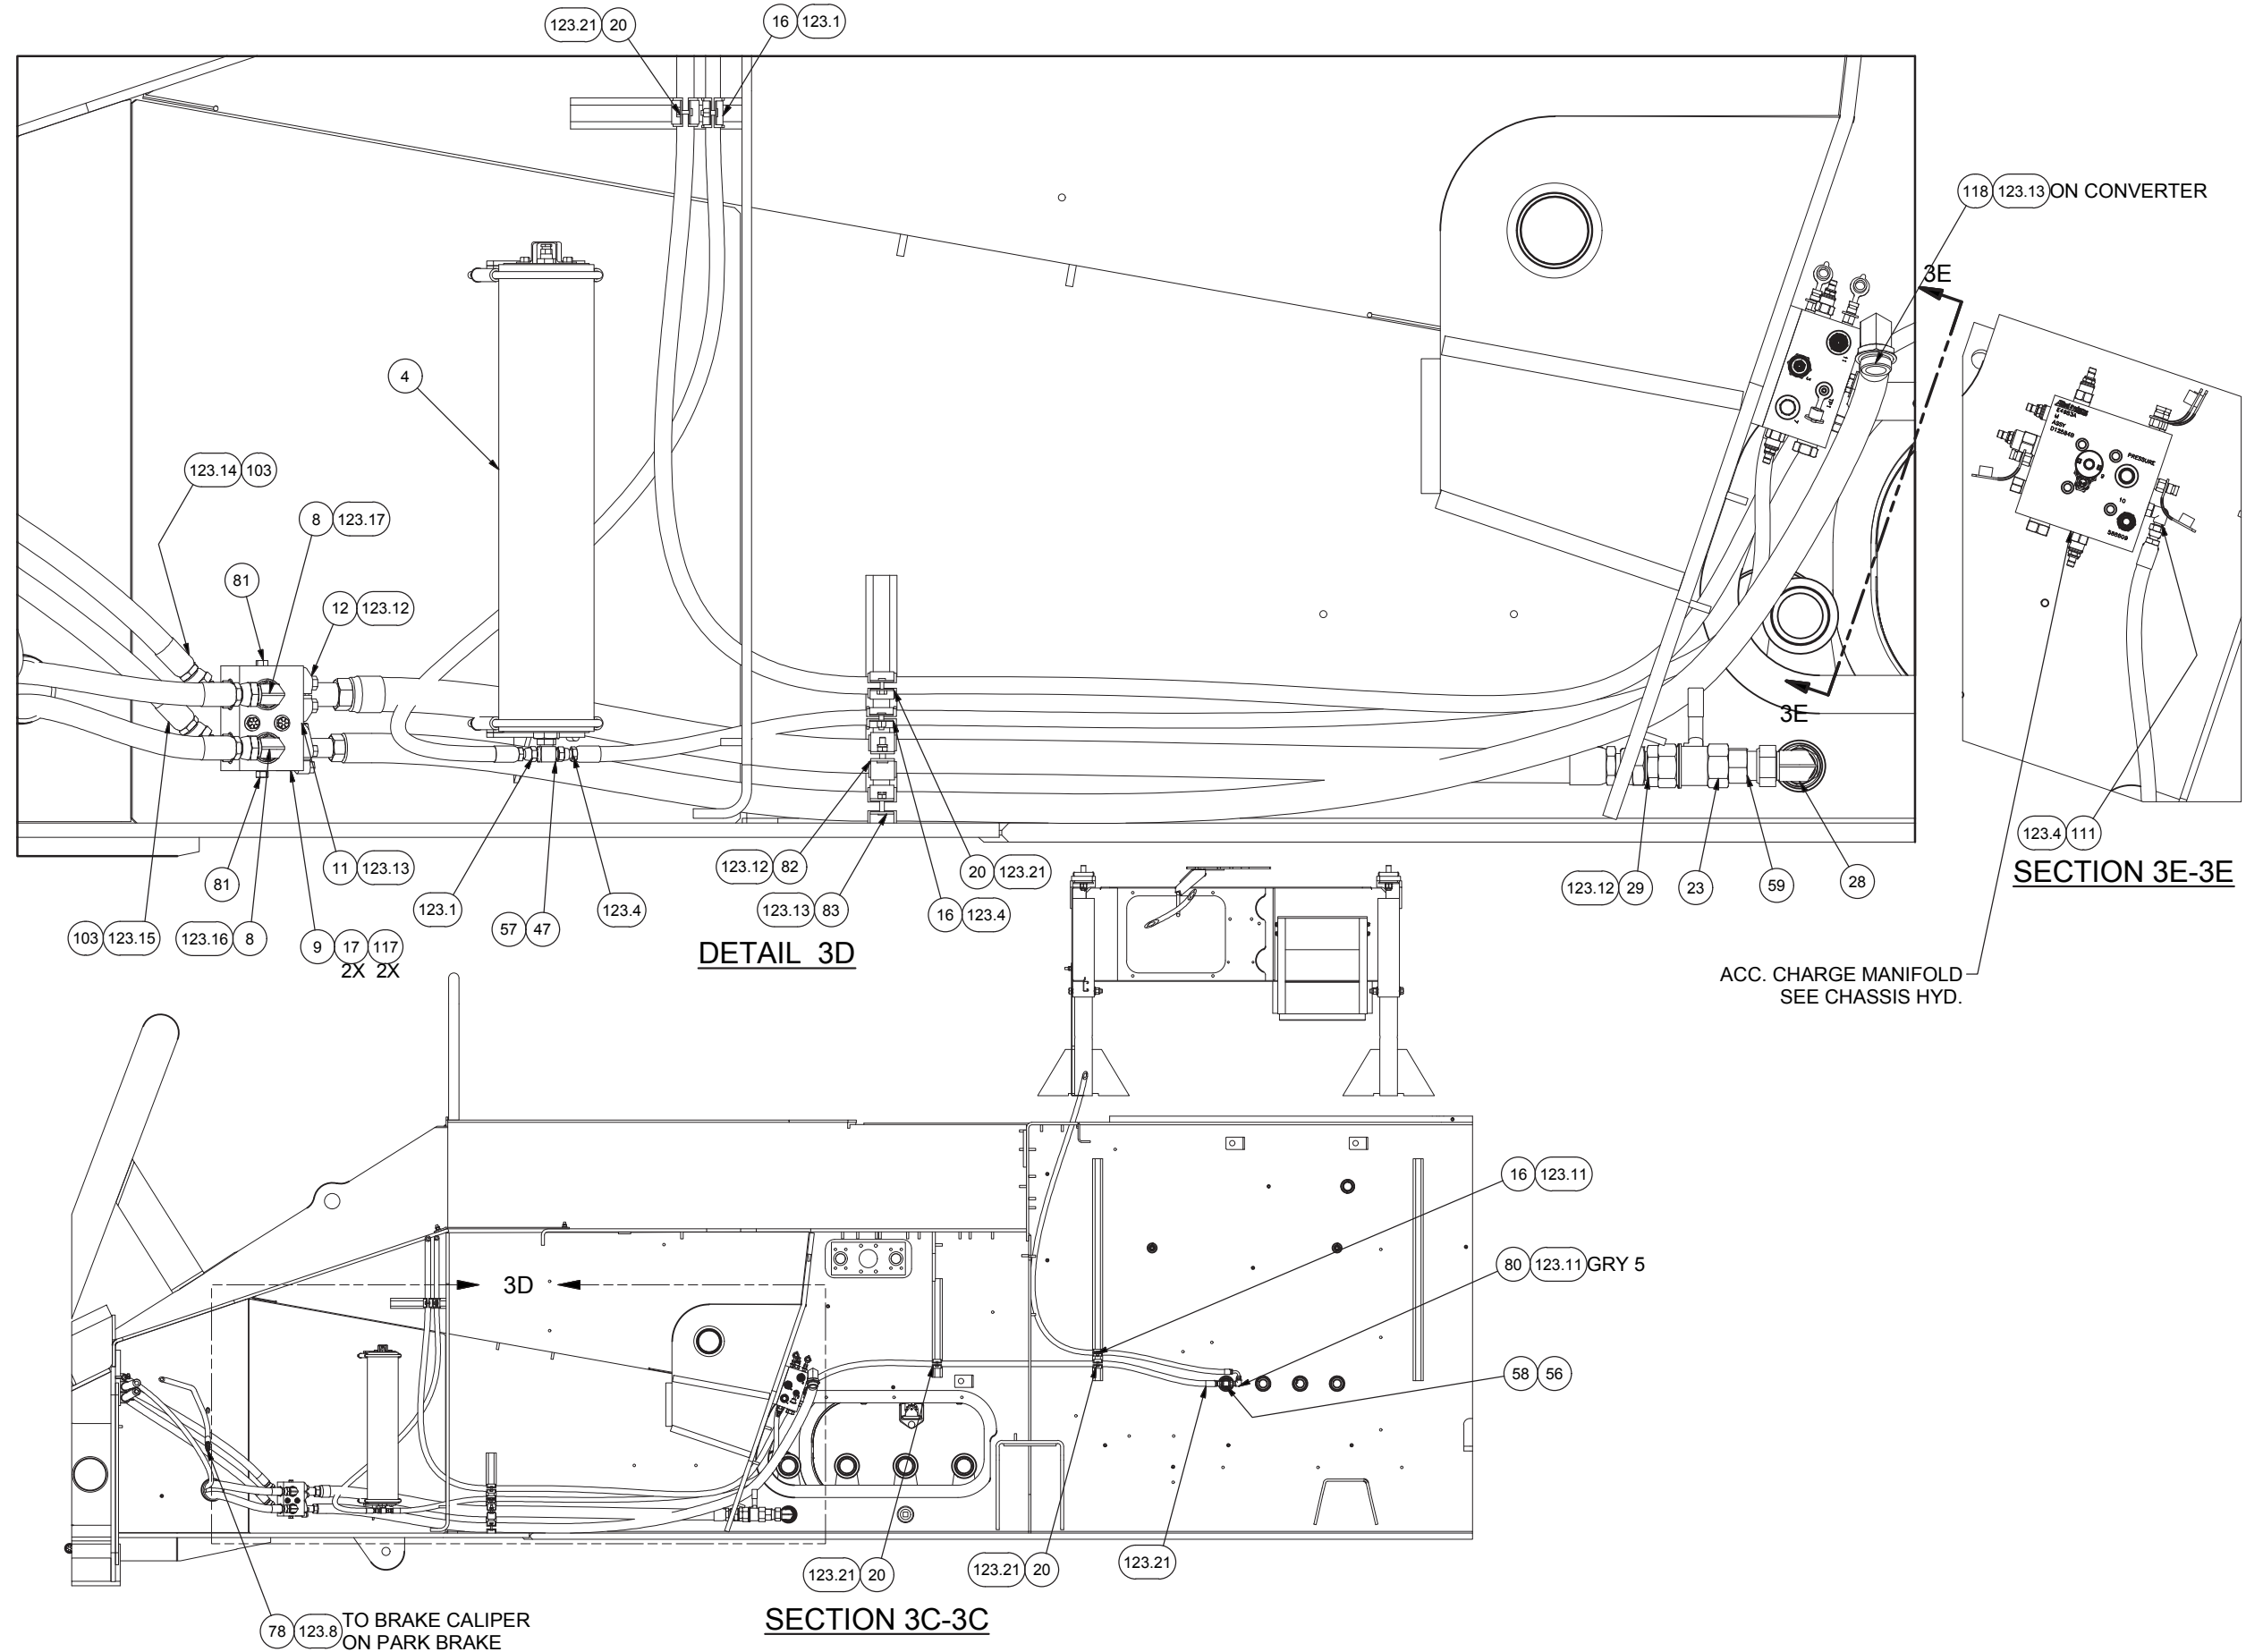 123.21 20
16 123.1
118 123.13 ON CONVERTER
3E
4
123.14 103
8 123.17
81
12 123.12
PRESSURE
10
3E
123.4 111
SECTION 3E-3E
81
11 123.13
123.1
123.4
123.12 82
20 123.21
123.12 29
23
59
28
103 123.15
123.16 8
9 17 117
2X 2X
57 47
123.13 83
16 123.4
DETAIL 3D
ACC. CHARGE MANIFOLD
SEE CHASSIS HYD.
16 123.11
80 123.11 GRY 5
3D
58 56
123.21 20
123.21 20
123.21
78 123.8 TO BRAKE CALIPER
ON PARK BRAKE
SECTION 3C-3C